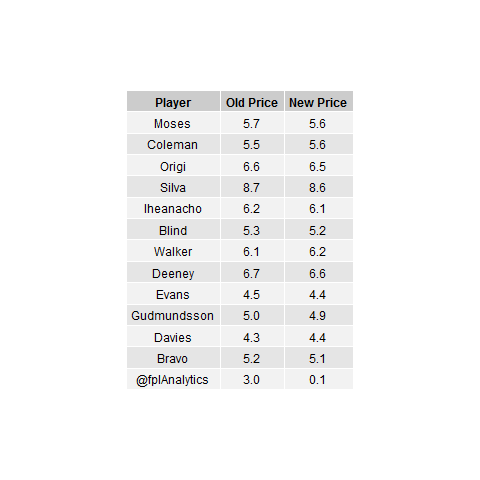 Player Old Price New Price
Moses 5.7 5.6
Coleman 5.5 5.6
Origi 6.6 6.5
Silva 8.7 8.6
Iheanacho 6.2 6.1
Blind 5.3 5.2
Walker 6.1 6.2
Deeney 6.7 6.6
Evans 4.5 4.4
Gudmundsson 5.0 4.9
Davies 4.3 4.4
Bravo 5.2 5.1
@fplAnalytics 3.0 0.1